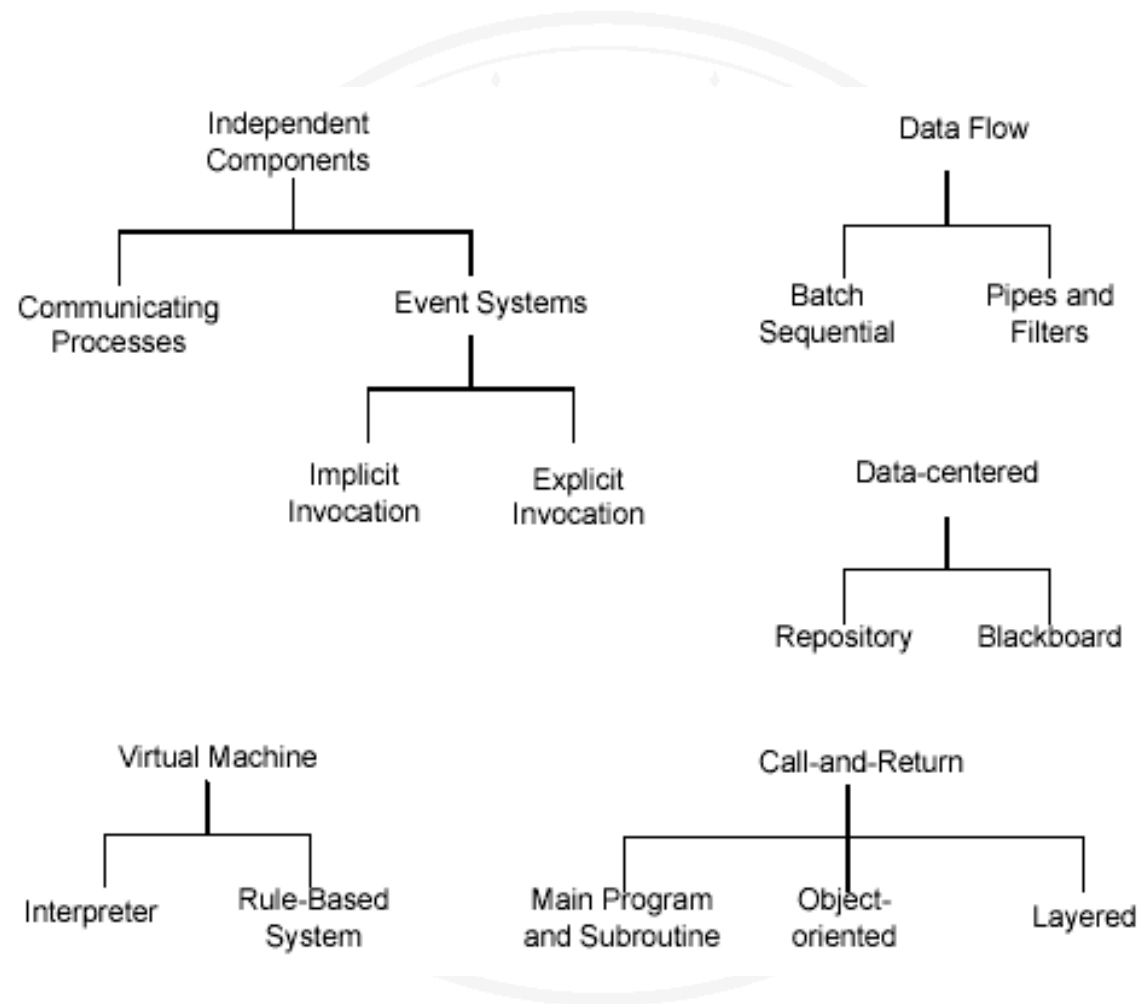 Independent
Components
Communicating
Processes
Event Systems
Implicit
Invocation
Explicit
Invocation
Data Flow
Batch
Sequential
Pipes and
Filters
Data-centered
Repository
Blackboard
Virtual Machine
Interpreter
Rule-Based
System
Call-and-Return
Main Program
and Subroutine
Object-
oriented
Layered